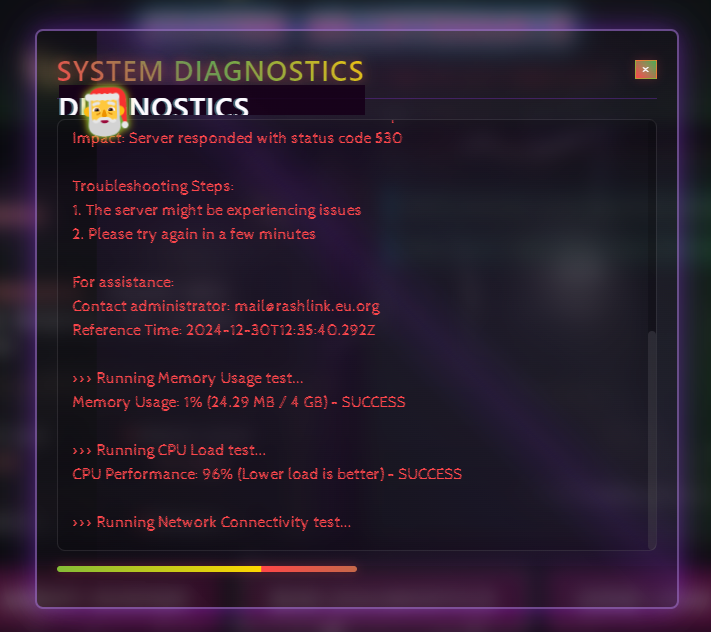 SYSTEM DIAGNOSTICS
×
DI NOSTICS
Impact: Server responded with status code 530
Troubleshooting Steps:
1. The server might be experiencing issues
2. Please try again in a few minutes
For assistance:
Contact administrator: mail@rashlink.eu.org
Reference Time: 2024-12-30T12:35:40.292Z
››› Running Memory Usage test...
Memory Usage: 1% (24.29 MB / 4 GB) - SUCCESS
››› Running CPU Load test...
CPU Performance: 96% (Lower load is better) - SUCCESS
››› Running Network Connectivity test...